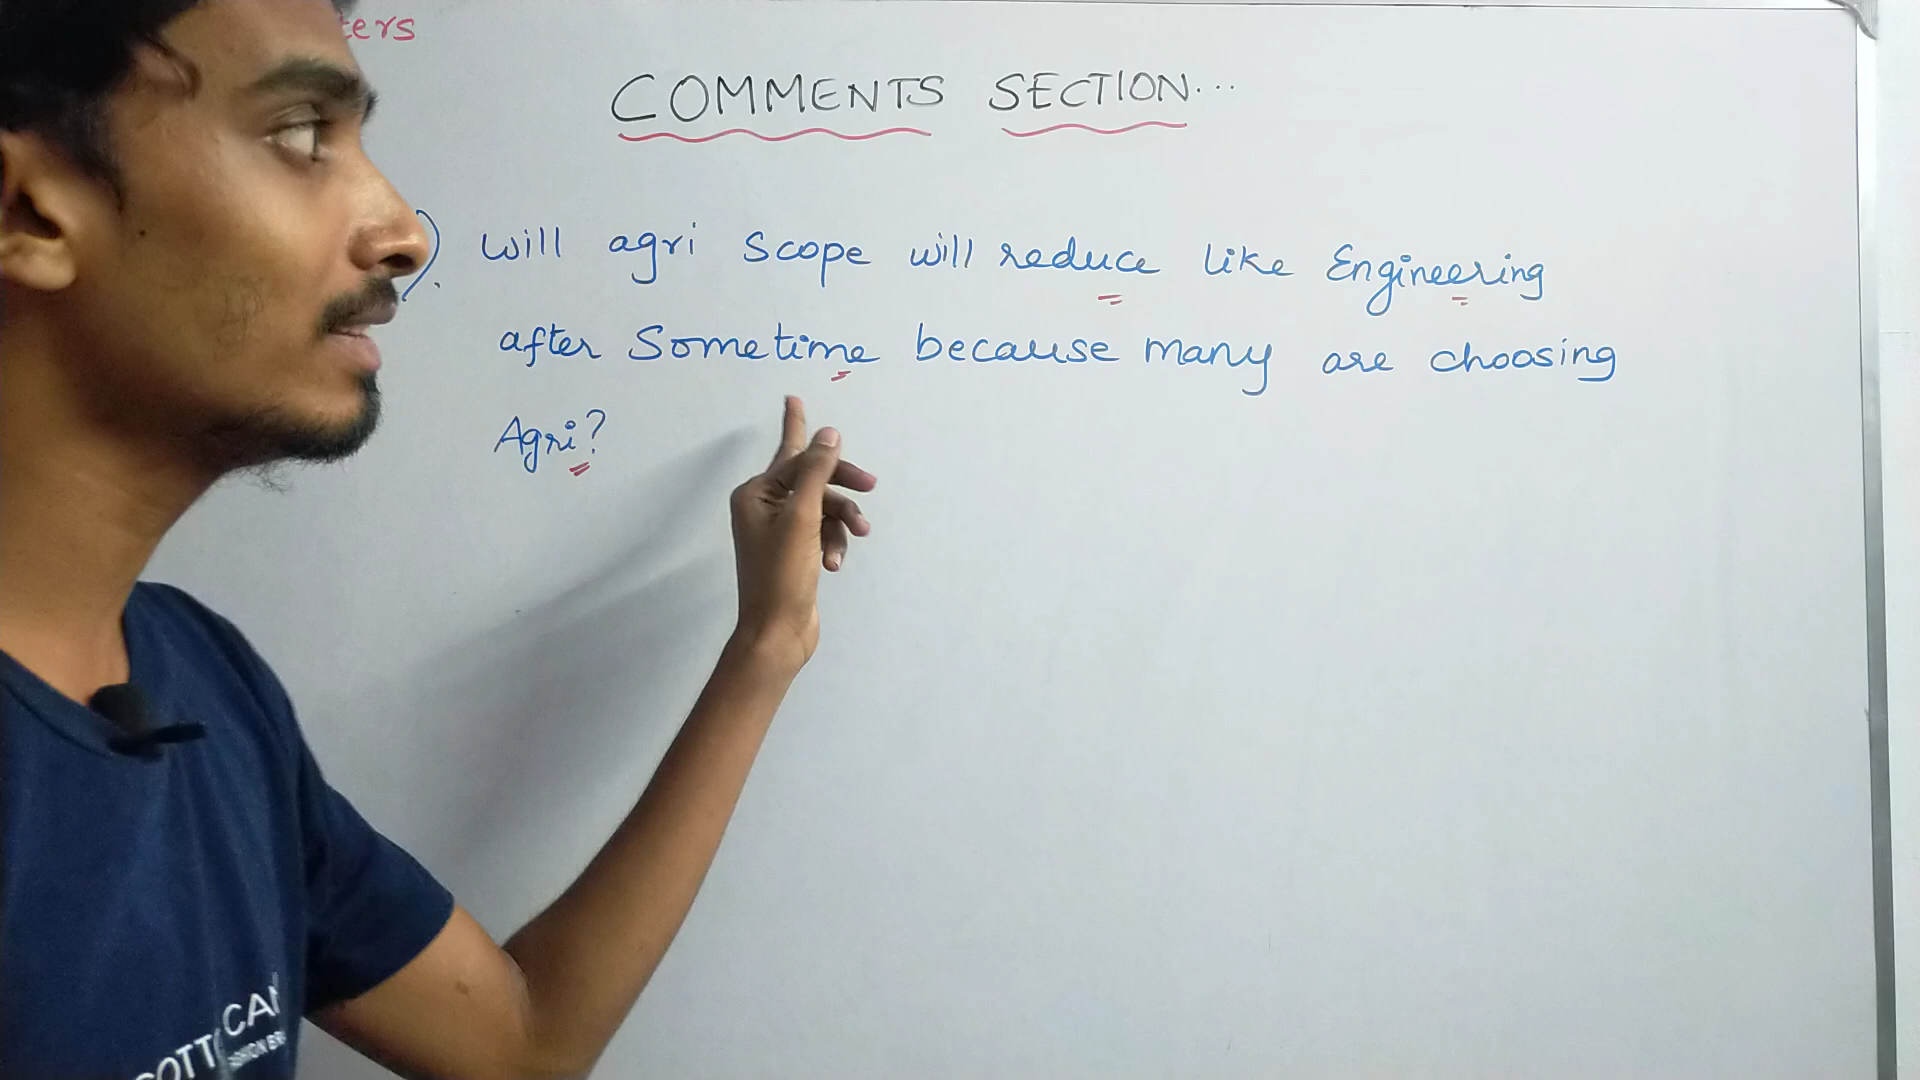 ters
COMMENTS SECTION...
). Will agri scope will reduce like Engineering
after Sometime because many are choosing
Agri?